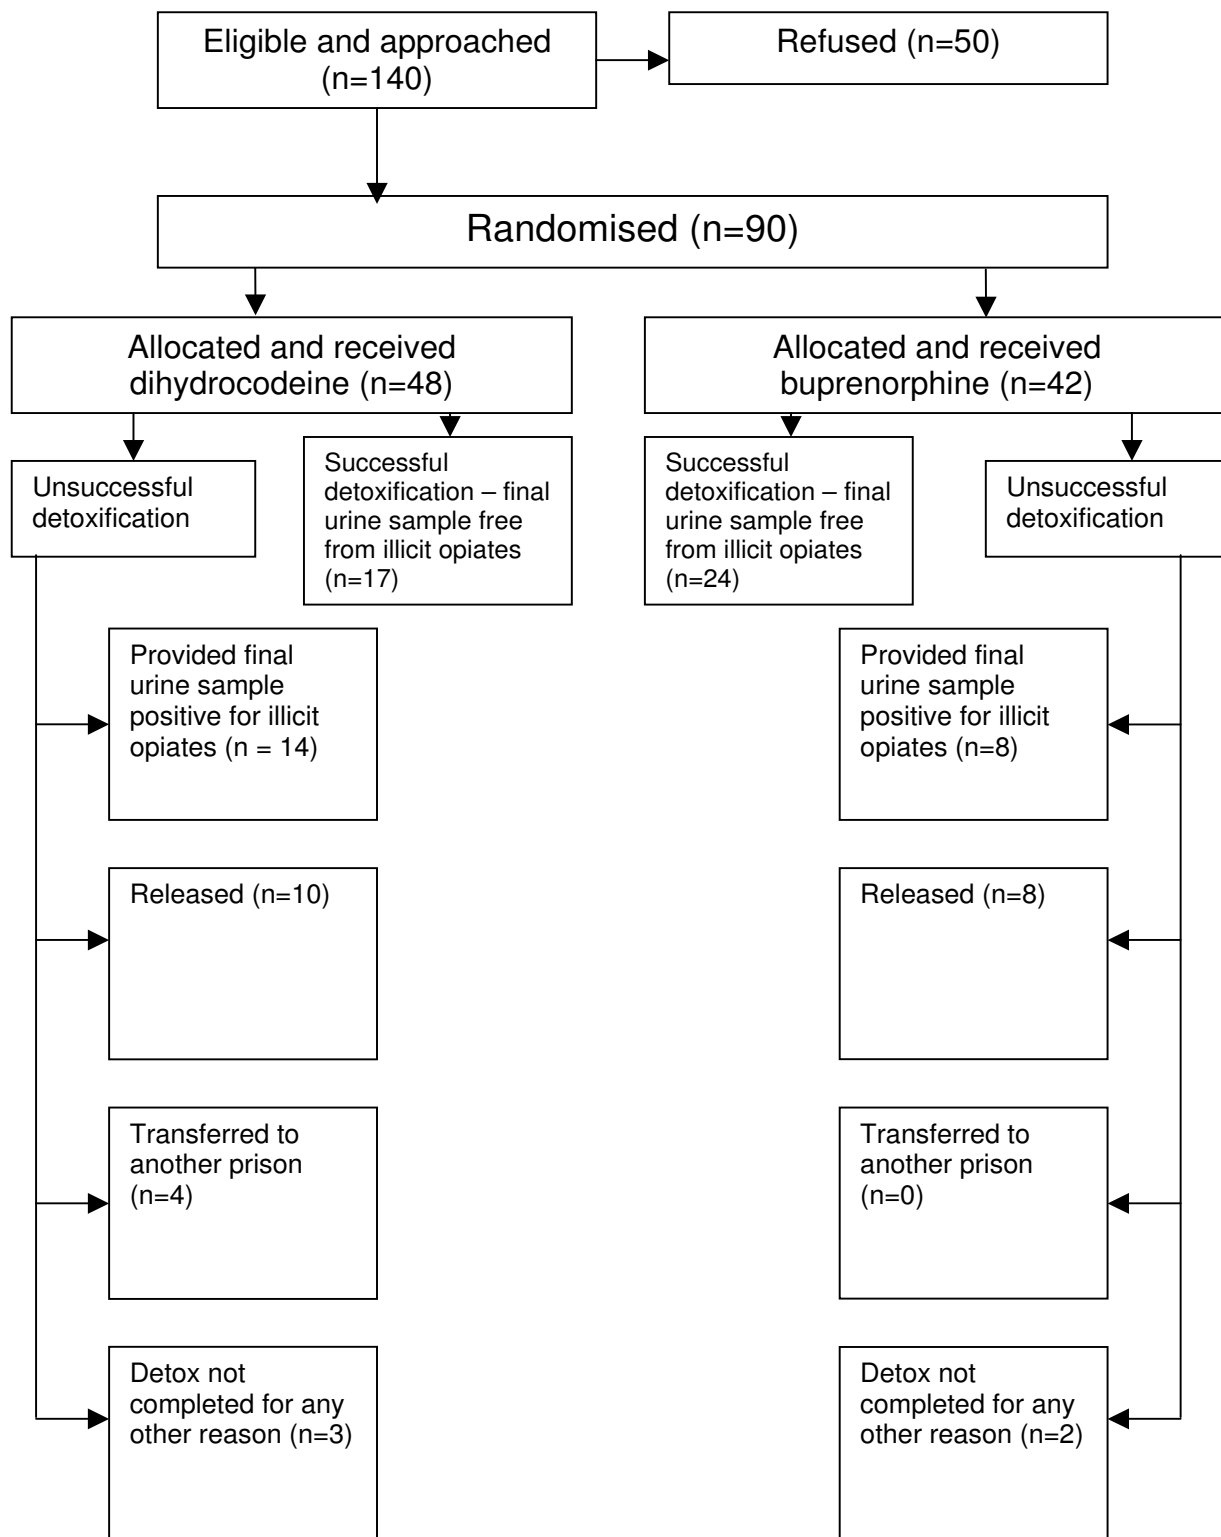 Eligible and approached
(n=140)
Refused (n=50)
Randomised (n=90)
Allocated and received
dihydrocodeine (n=48)
Allocated and received
buprenorphine (n=42)
Unsuccessful
detoxification
Successful
detoxification – final
urine sample free
from illicit opiates
(n=17)
Successful
detoxification – final
urine sample free
from illicit opiates
(n=24)
Unsuccessful
detoxification
Provided final
urine sample
positive for illicit
opiates (n = 14)
Provided final
urine sample
positive for illicit
opiates (n=8)
Released (n=10)
Released (n=8)
Transferred to
another prison
(n=4)
Transferred to
another prison
(n=0)
Detox not
completed for any
other reason (n=3)
Detox not
completed for any
other reason (n=2)